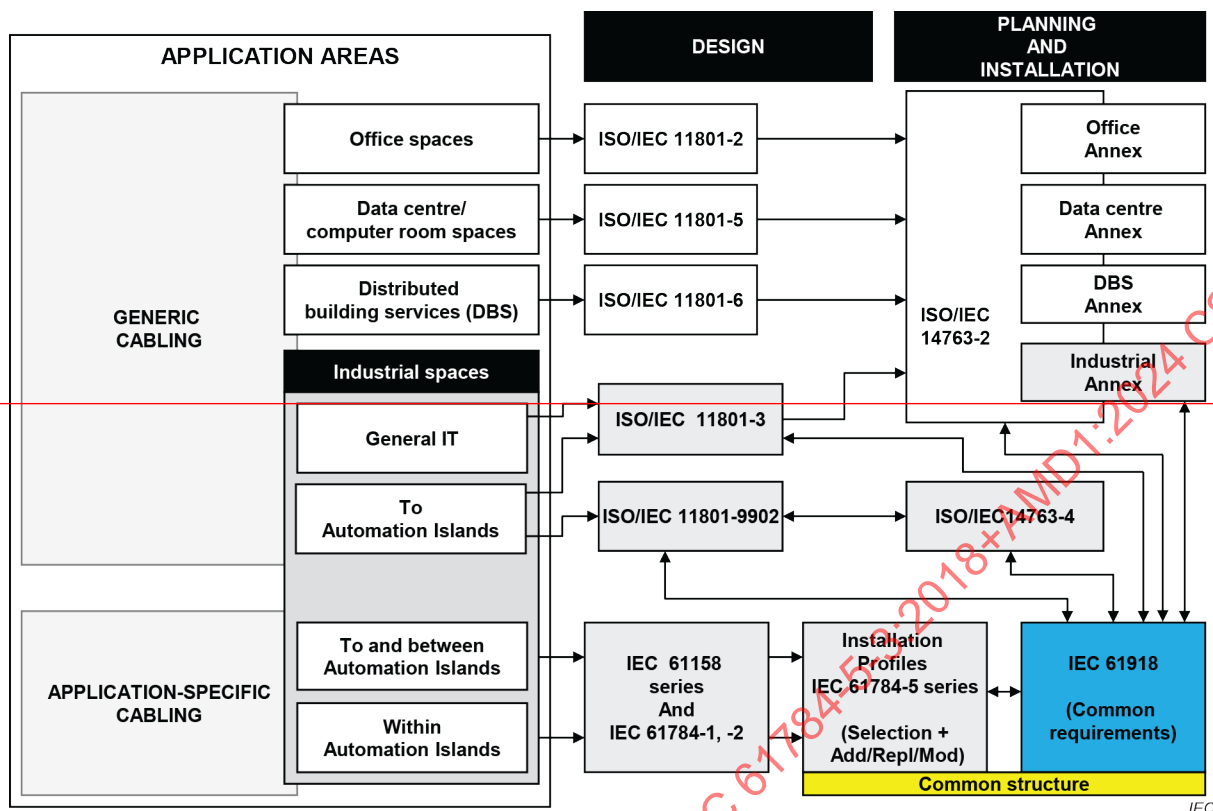 APPLICATION AREAS
DESIGN
PLANNING
AND
INSTALLATION
GENERIC
CABLING
Office spaces
ISO/IEC 11801-2
Office
Annex
Data centre/
computer room spaces
ISO/IEC 11801-5
Data centre
Annex
Distributed
building services (DBS)
ISO/IEC 11801-6
DBS
Annex
ISO/IEC
14763-2
Industrial spaces
Industrial
Annex
General IT
ISO/IEC 11801-3
To
Automation Islands
ISO/IEC 11801-9902
ISO/IEC14763-4
APPLICATION-SPECIFIC
CABLING
To and between
Automation Islands
Within
Automation Islands
IEC 61158
series
And
IEC 61784-1, -2
Installation
Profiles
IEC 61784-5 series
(Selection +
Add/Repl/Mod)
IEC 61918
(Common
requirements)
Common structure
IEC
C 61784-5-3:2018+AMD1:2024 C